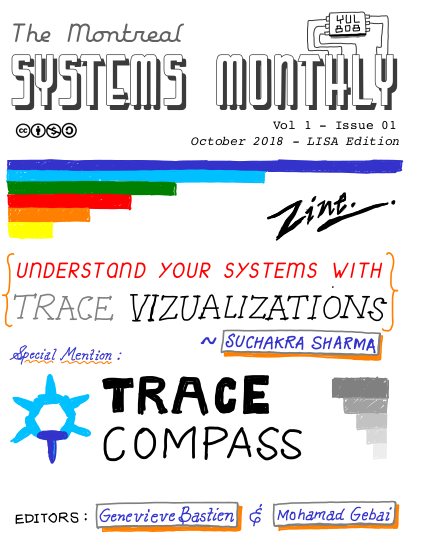 The Montreal
SYSTEMS MONTHLY
YUL
BOB
Vol 1 - Issue 01
October 2018 - LISA Edition
Zine.
UNDERSTAND YOUR SYSTEMS WITH
TRACE VIZUALIZATIONS
~ SUCHAKRA SHARMA
Special Mention :
TRACE
COMPASS
EDITORS : Genevieve Bastien & Mohamad Gebai